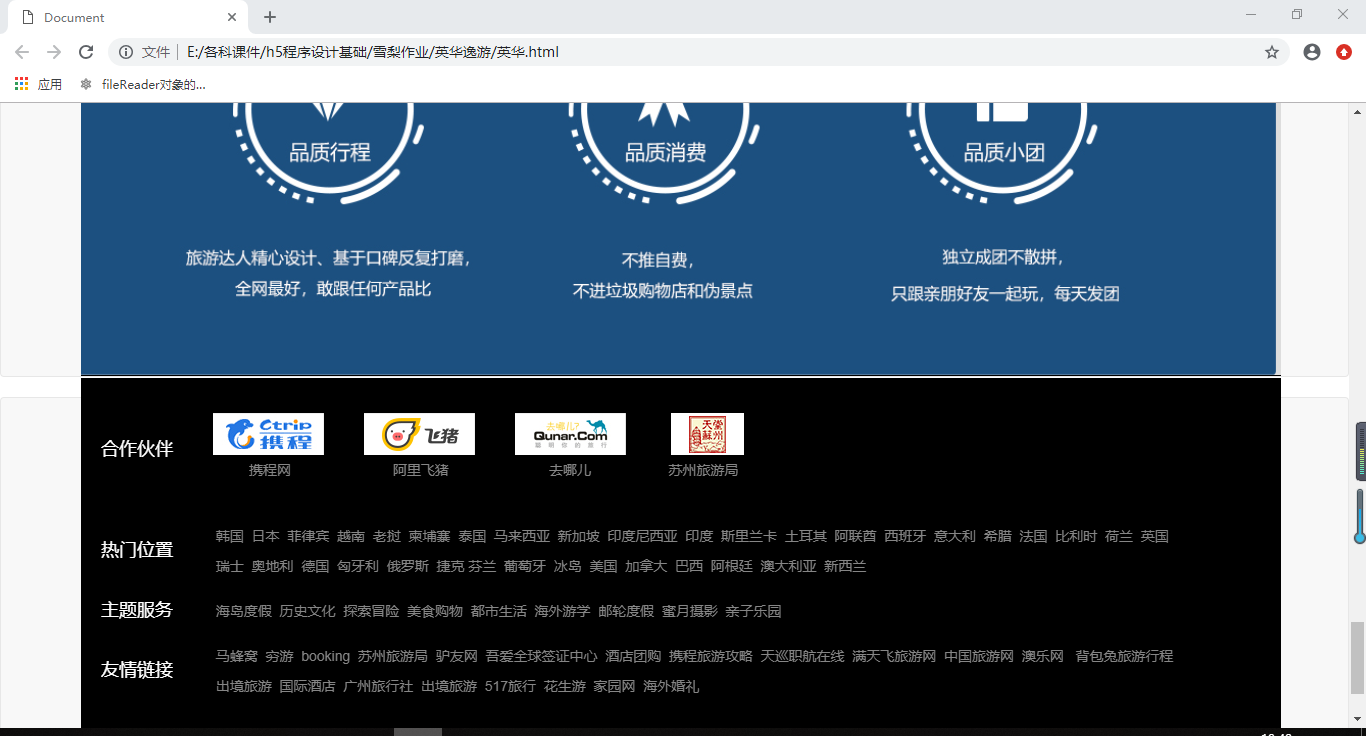 Document
文件 E:/各科课件/h5程序设计基础/雪梨作业/英华逸游/英华.html
应用 fileReader对象的...
品质行程 品质消费 品质小团
旅游达人精心设计、基于口碑反复打磨， 不推自费， 独立成团不散拼，
全网最好，敢跟任何产品比 不进垃圾购物店和伪景点 只跟亲朋好友一起玩，每天发团
合作伙伴
Ctrip 携程 飞猪 去哪儿? Qunar.Com 聪明你的旅行 天堂苏州
携程网 阿里飞猪 去哪儿 苏州旅游局
热门位置
韩国 日本 菲律宾 越南 老挝 柬埔寨 泰国 马来西亚 新加坡 印度尼西亚 印度 斯里兰卡 土耳其 阿联酋 西班牙 意大利 希腊 法国 比利时 荷兰 英国
瑞士 奥地利 德国 匈牙利 俄罗斯 捷克 芬兰 葡萄牙 冰岛 美国 加拿大 巴西 阿根廷 澳大利亚 新西兰
主题服务 海岛度假 历史文化 探索冒险 美食购物 都市生活 海外游学 邮轮度假 蜜月摄影 亲子乐园
友情链接
马蜂窝 穷游 booking 苏州旅游局 驴友网 吾爱全球签证中心 酒店团购 携程旅游攻略 天巡职航在线 满天飞旅游网 中国旅游网 澳乐网 背包兔旅游行程
出境旅游 国际酒店 广州旅行社 出境旅游 517旅行 花生游 家园网 海外婚礼